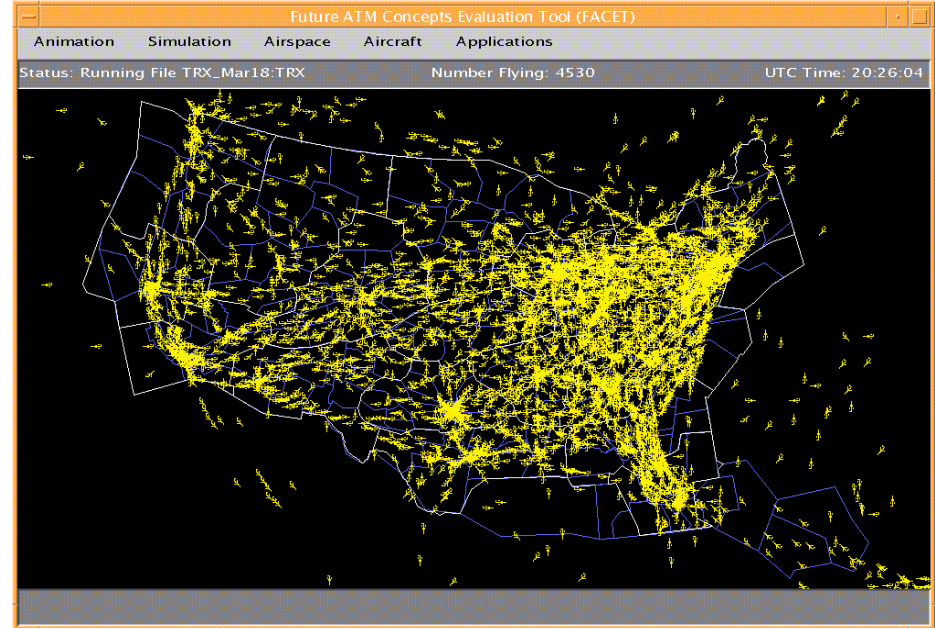 Future ATM Concepts Evaluation Tool (FACET)
Animation Simulation Airspace Aircraft Applications
Status: Running File TRX_Mar18:TRX Number Flying: 4530 UTC Time: 20:26:04